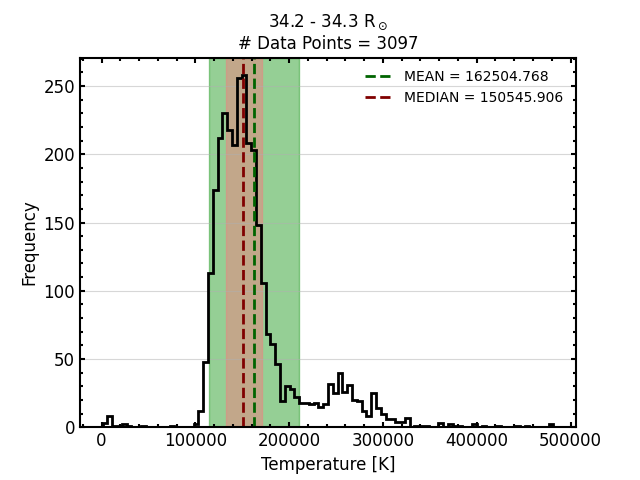 34.2 - 34.3 R☉
# Data Points = 3097
MEAN = 162504.768
MEDIAN = 150545.906
Frequency
250
200
150
100
50
0
0 100000 200000 300000 400000 500000
Temperature [K]